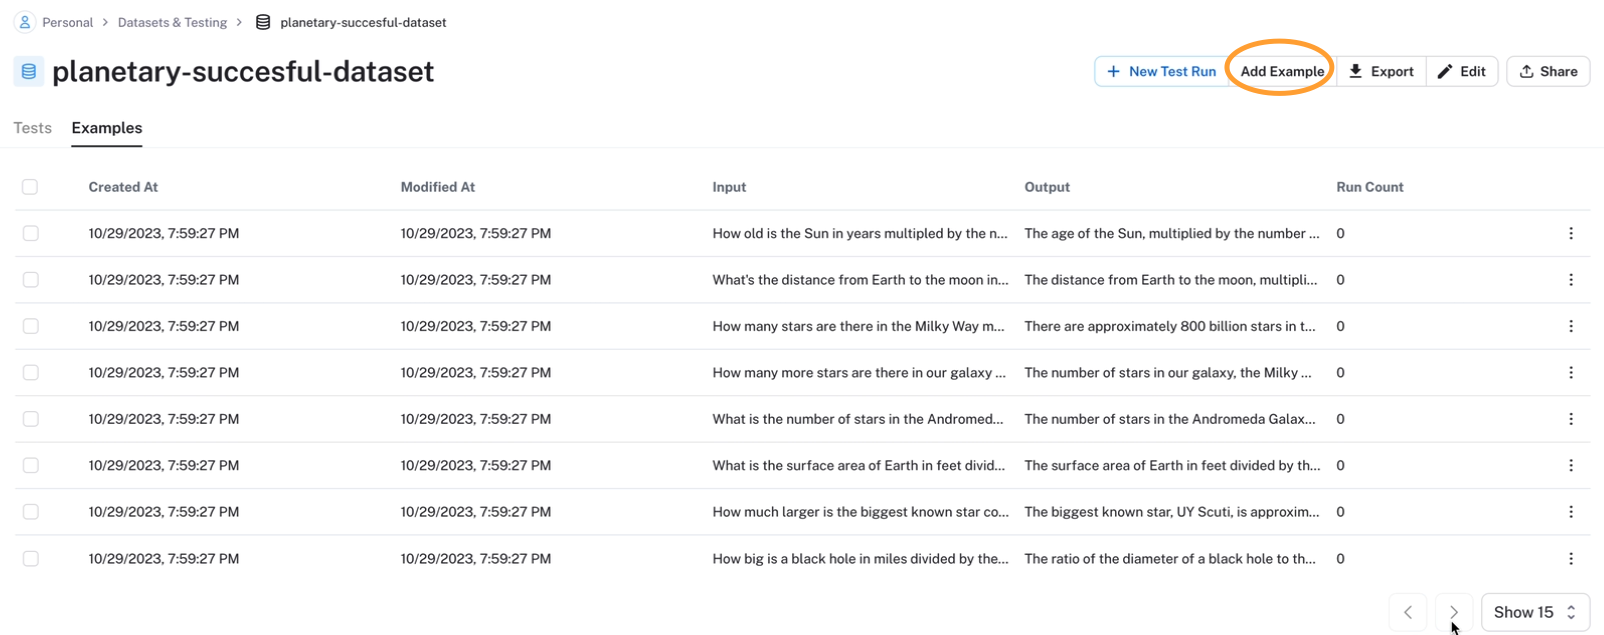 Personal > Datasets & Testing > planetary-succesful-dataset
planetary-succesful-dataset
+ New Test Run Add Example Export Edit Share
Tests Examples
Created At Modified At Input Output Run Count
10/29/2023, 7:59:27 PM 10/29/2023, 7:59:27 PM How old is the Sun in years multipled by the n... The age of the Sun, multiplied by the number ... 0
10/29/2023, 7:59:27 PM 10/29/2023, 7:59:27 PM What's the distance from Earth to the moon in... The distance from Earth to the moon, multipli... 0
10/29/2023, 7:59:27 PM 10/29/2023, 7:59:27 PM How many stars are there in the Milky Way m... There are approximately 800 billion stars in t... 0
10/29/2023, 7:59:27 PM 10/29/2023, 7:59:27 PM How many more stars are there in our galaxy ... The number of stars in our galaxy, the Milky ... 0
10/29/2023, 7:59:27 PM 10/29/2023, 7:59:27 PM What is the number of stars in the Andromed... The number of stars in the Andromeda Galax... 0
10/29/2023, 7:59:27 PM 10/29/2023, 7:59:27 PM What is the surface area of Earth in feet divid... The surface area of Earth in feet divided by th... 0
10/29/2023, 7:59:27 PM 10/29/2023, 7:59:27 PM How much larger is the biggest known star co... The biggest known star, UY Scuti, is approxim... 0
10/29/2023, 7:59:27 PM 10/29/2023, 7:59:27 PM How big is a black hole in miles divided by the... The ratio of the diameter of a black hole to th... 0
Show 15